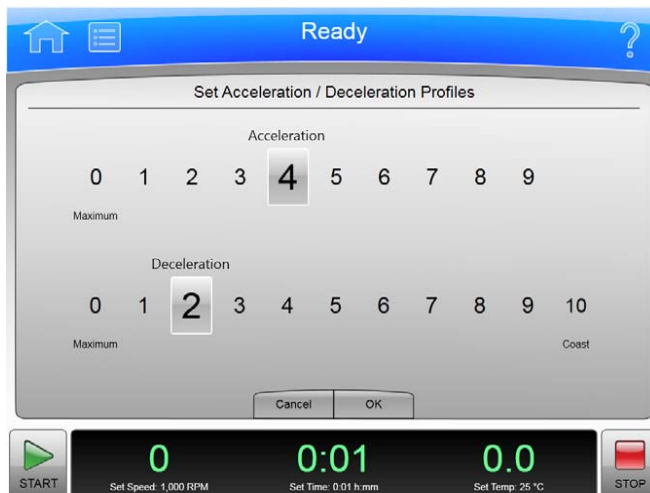 Ready
Set Acceleration / Deceleration Profiles
Acceleration
0 1 2 3 4 5 6 7 8 9
Maximum
Deceleration
0 1 2 3 4 5 6 7 8 9 10
Maximum Coast
Cancel OK
0 0:01 0.0
START Set Speed: 1,000 RPM Set Time: 0:01 h:mm Set Temp: 25 °C STOP